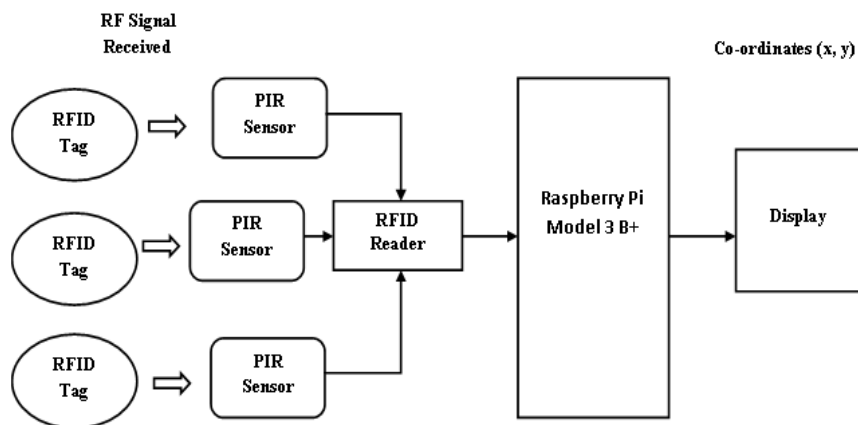 RF Signal
Received
Co-ordinates (x, y)
RFID
Tag
PIR
Sensor
RFID
Tag
PIR
Sensor
RFID
Reader
Raspberry Pi
Model 3 B+
Display
RFID
Tag
PIR
Sensor